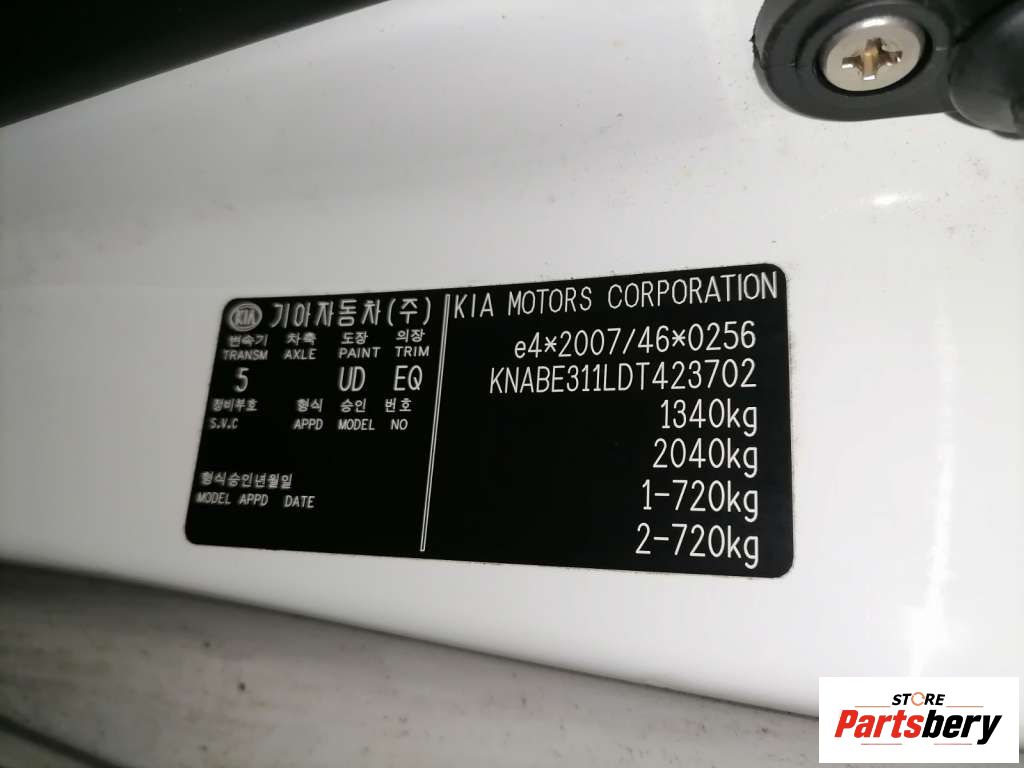 KIA 기아자동차(주)
변속기 차축 도장 의장
TRANSM AXLE PAINT TRIM
5 UD EQ
정비부호 형식 승인 번호
S.V.C APPD MODEL NO
형식승인년월일
MODEL APPD DATE
KIA MOTORS CORPORATION
e4*2007/46*0256
KNABE311LDT423702
1340kg
2040kg
1-720kg
2-720kg
STORE
Partsbery